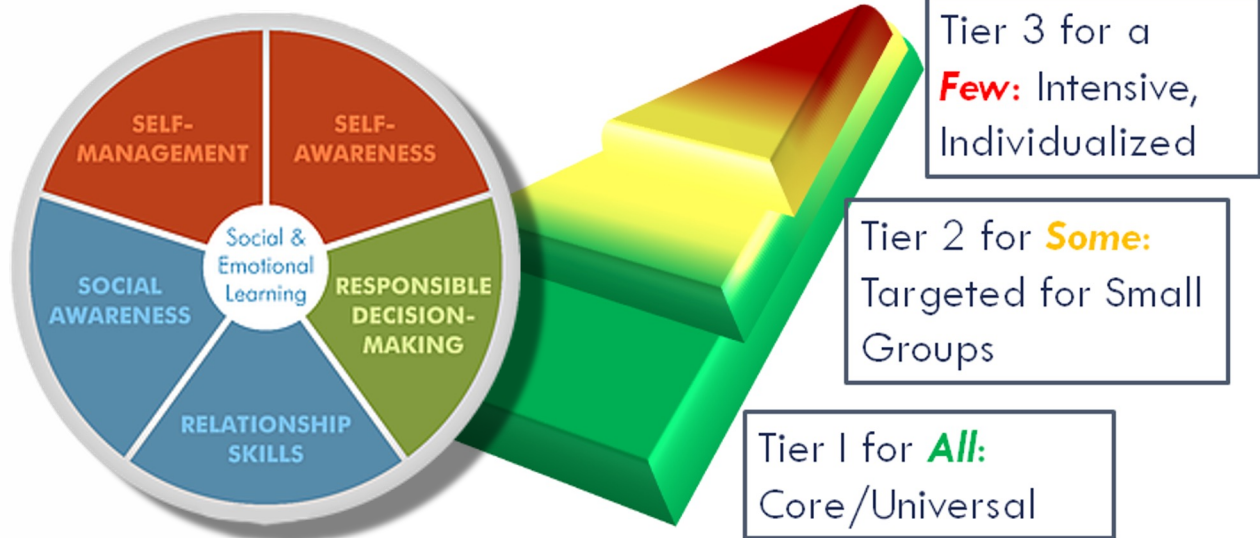 SELF-
MANAGEMENT
SELF-
AWARENESS
SOCIAL
AWARENESS
Social &
Emotional
Learning
RESPONSIBLE
DECISION-
MAKING
RELATIONSHIP
SKILLS
Tier 3 for a
Few: Intensive,
Individualized
Tier 2 for Some:
Targeted for Small
Groups
Tier I for All:
Core/Universal